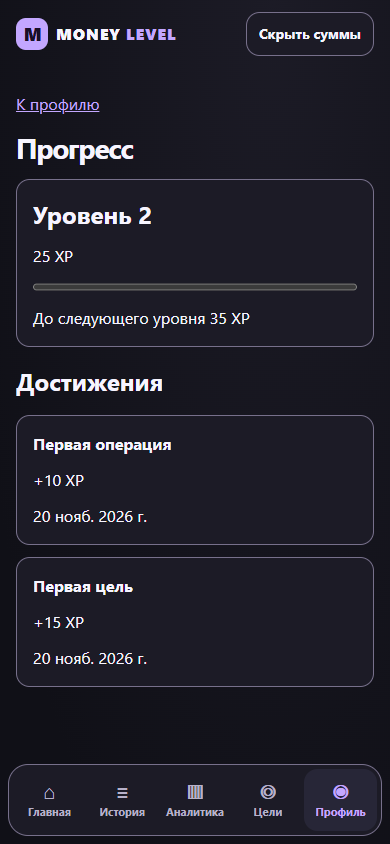 M MONEY LEVEL
Скрыть суммы
К профилю
Прогресс
Уровень 2
25 XP
До следующего уровня 35 XP
Достижения
Первая операция
+10 XP
20 нояб. 2026 г.
Первая цель
+15 XP
20 нояб. 2026 г.
Главная История Аналитика Цели Профиль